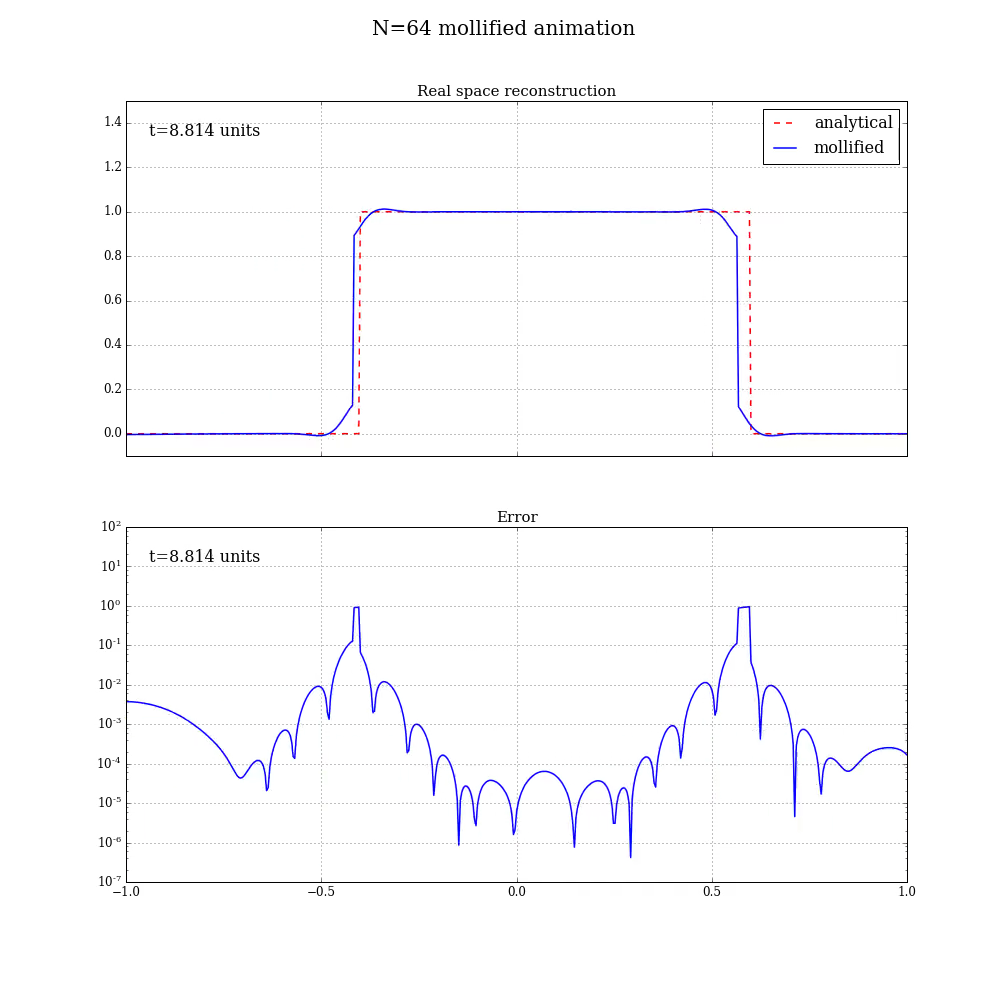 N=64 mollified animation
Real space reconstruction
t=8.814 units
analytical
mollified
1.4
1.2
1.0
0.8
0.6
0.4
0.2
0.0
Error
t=8.814 units
10²
10¹
10⁰
10⁻¹
10⁻²
10⁻³
10⁻⁴
10⁻⁵
10⁻⁶
10⁻⁷
−1.0 −0.5 0.0 0.5 1.0